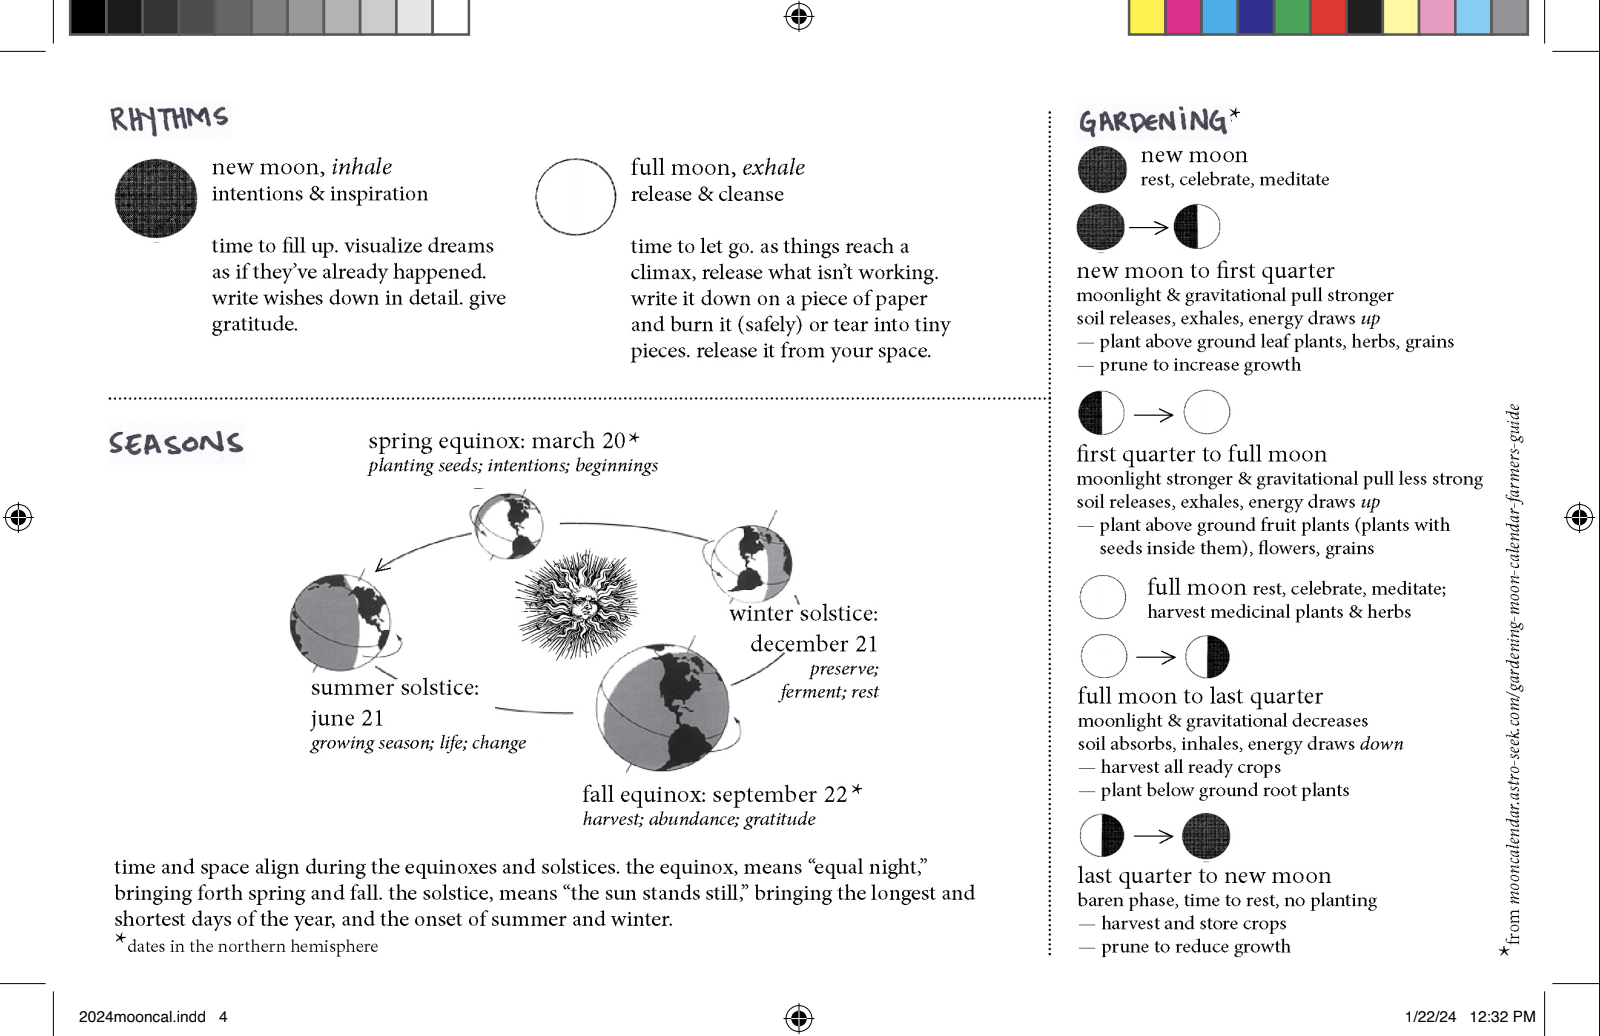 RHYTHMS
new moon, inhale
intentions & inspiration
time to fill up. visualize dreams
as if they’ve already happened.
write wishes down in detail. give
gratitude.
full moon, exhale
release & cleanse
time to let go. as things reach a
climax, release what isn’t working.
write it down on a piece of paper
and burn it (safely) or tear into tiny
pieces. release it from your space.
SEASONS
spring equinox: march 20*
planting seeds; intentions; beginnings
winter solstice:
december 21
preserve;
ferment; rest
summer solstice:
june 21
growing season; life; change
fall equinox: september 22*
harvest; abundance; gratitude
time and space align during the equinoxes and solstices. the equinox, means “equal night,”
bringing forth spring and fall. the solstice, means “the sun stands still,” bringing the longest and
shortest days of the year, and the onset of summer and winter.
*dates in the northern hemisphere
GARDENING*
new moon
rest, celebrate, meditate
new moon to first quarter
moonlight & gravitational pull stronger
soil releases, exhales, energy draws up
— plant above ground leaf plants, herbs, grains
— prune to increase growth
first quarter to full moon
moonlight stronger & gravitational pull less strong
soil releases, exhales, energy draws up
— plant above ground fruit plants (plants with
seeds inside them), flowers, grains
full moon rest, celebrate, meditate;
harvest medicinal plants & herbs
full moon to last quarter
moonlight & gravitational decreases
soil absorbs, inhales, energy draws down
— harvest all ready crops
— plant below ground root plants
last quarter to new moon
baren phase, time to rest, no planting
— harvest and store crops
— prune to reduce growth
*from mooncalendar.astro-seek.com/gardening-moon-calendar-farmers-guide
2024mooncal.indd 4
1/22/24 12:32 PM